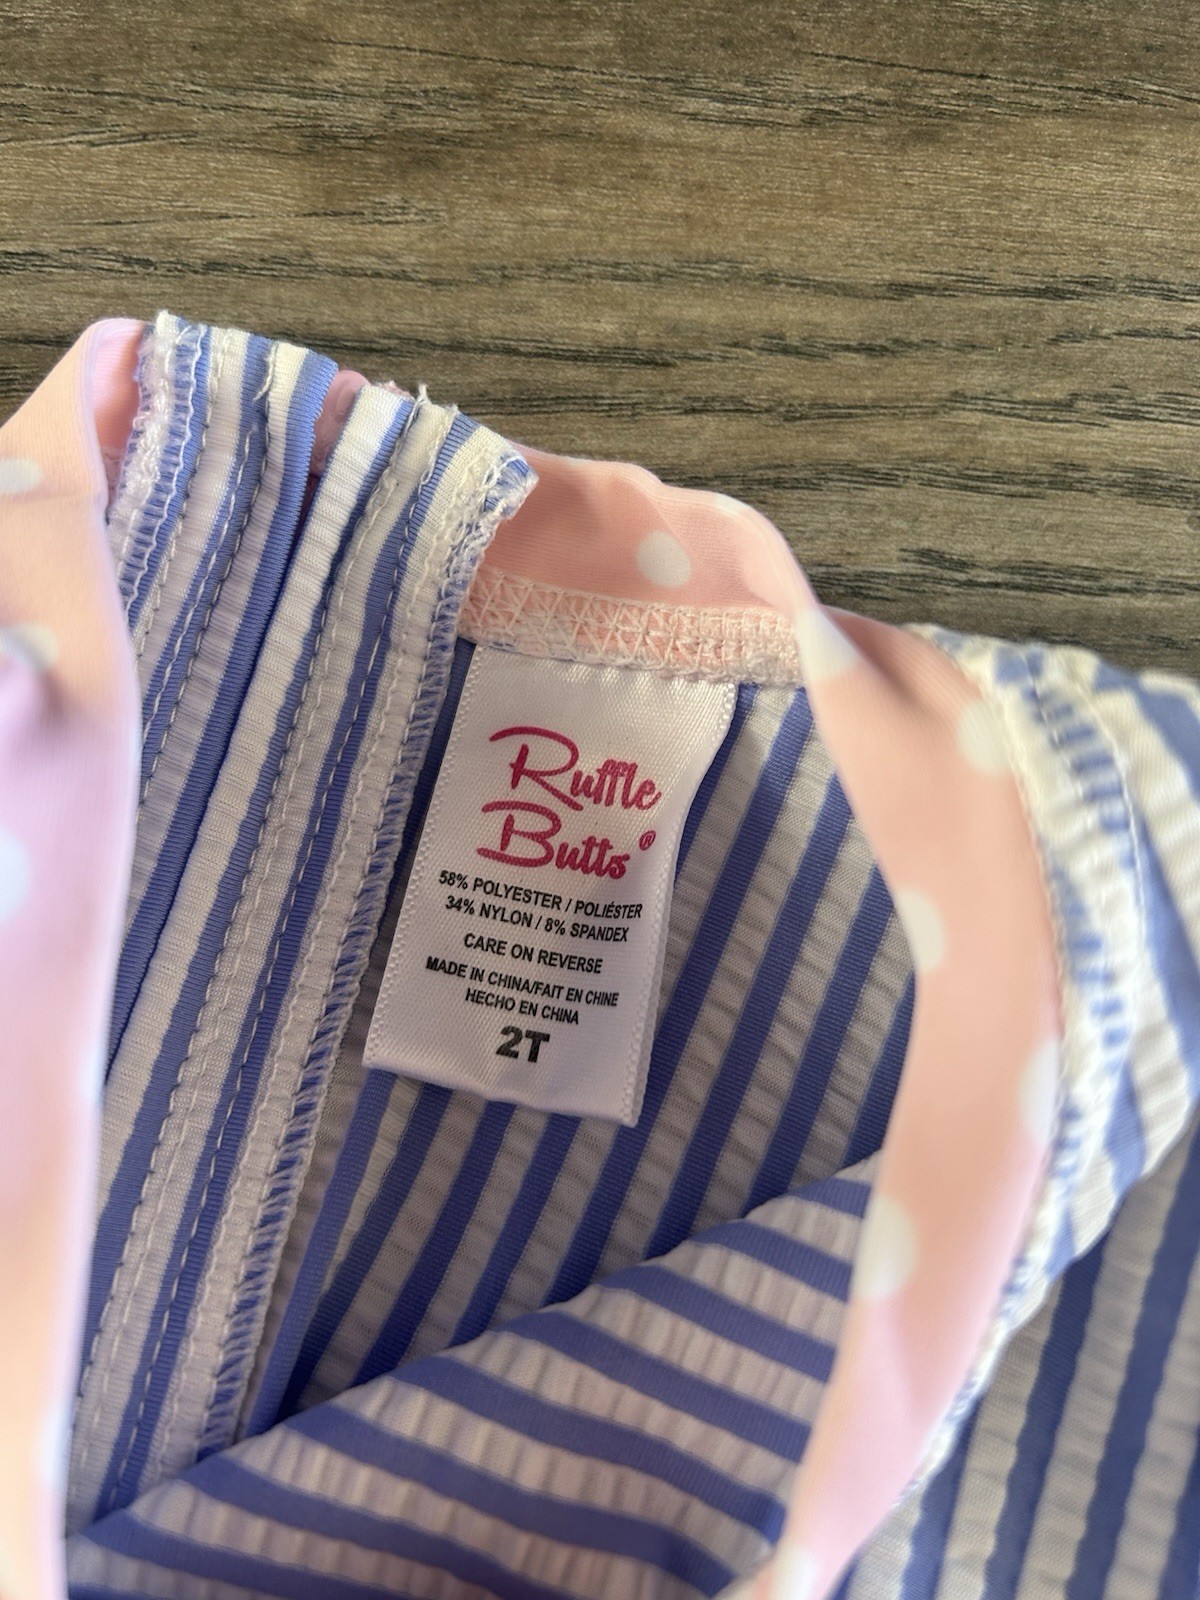 Ruffle
Butts®
58% POLYESTER / POLIÉSTER
34% NYLON / 8% SPANDEX
CARE ON REVERSE
MADE IN CHINA/FAIT EN CHINE
HECHO EN CHINA
2T